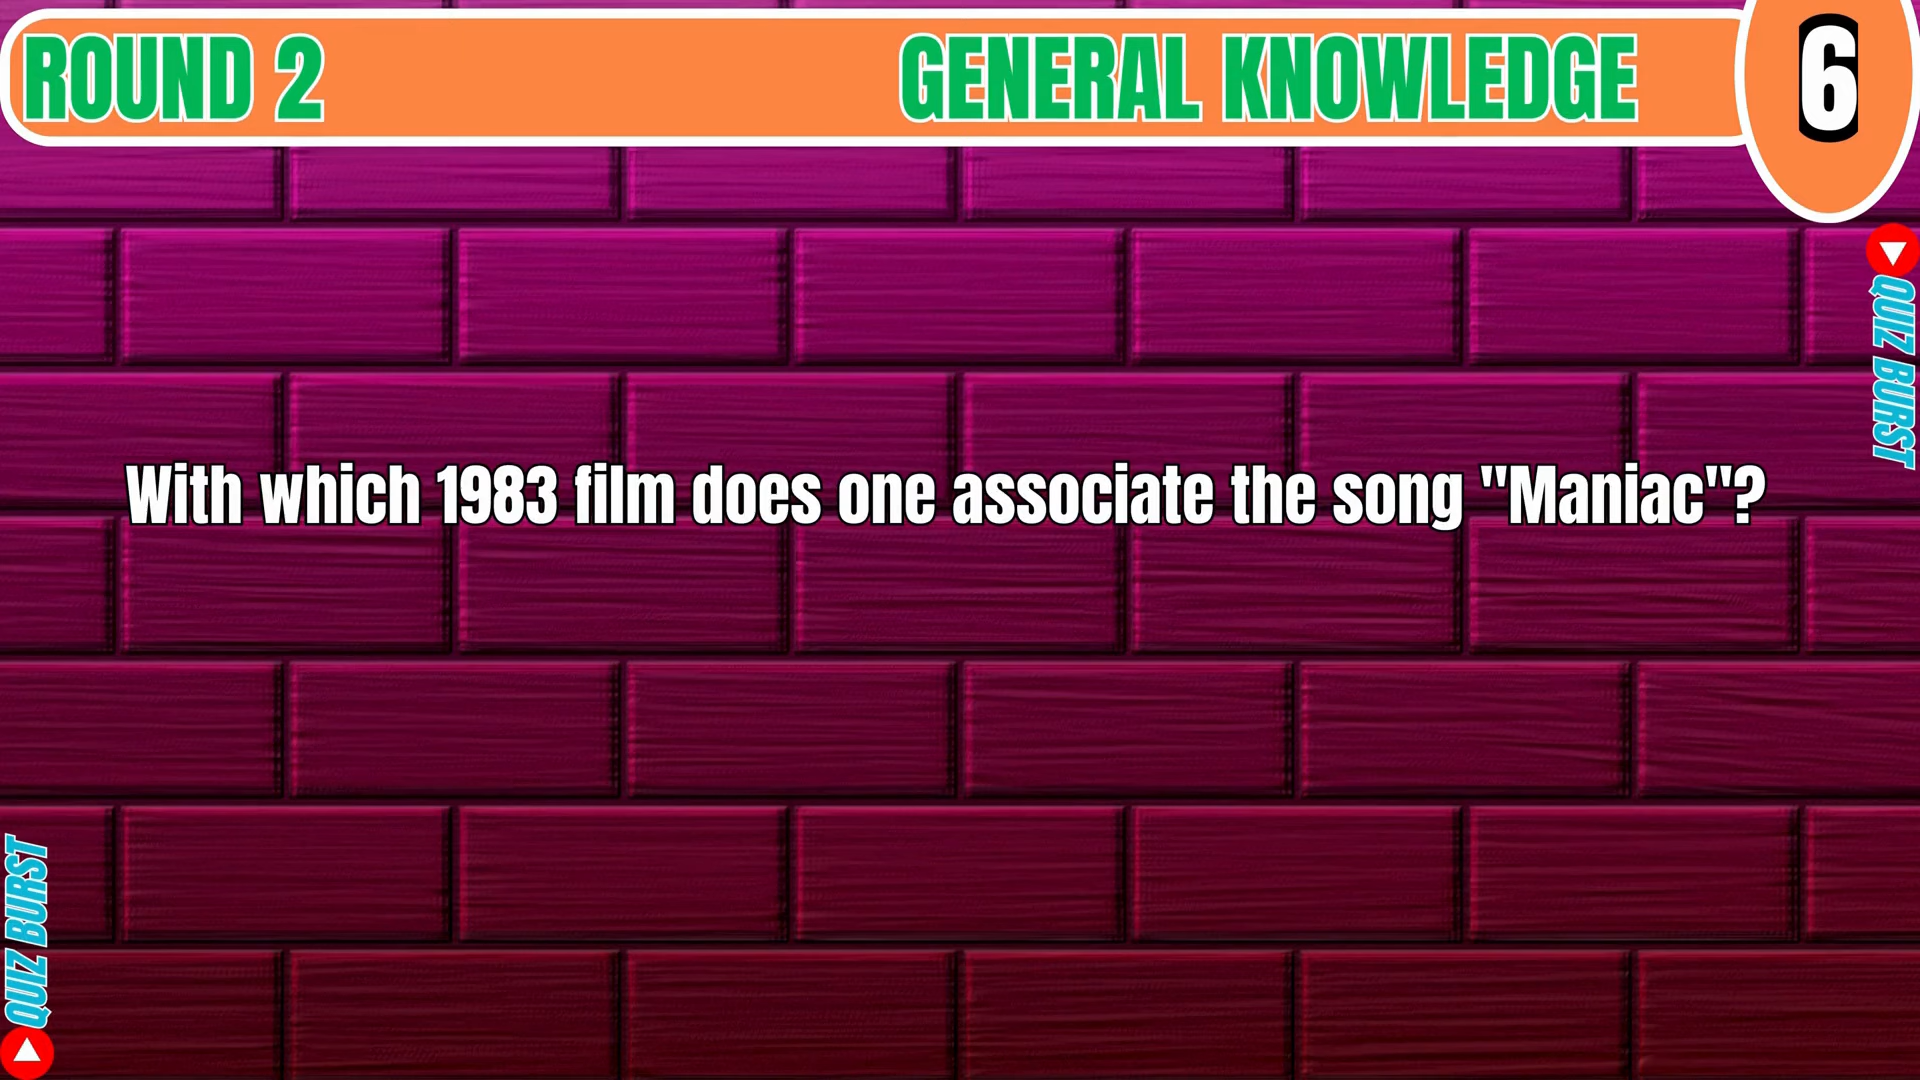 ROUND 2
GENERAL KNOWLEDGE
6
QUIZ BURST
With which 1983 film does one associate the song "Maniac"?
QUIZ BURST